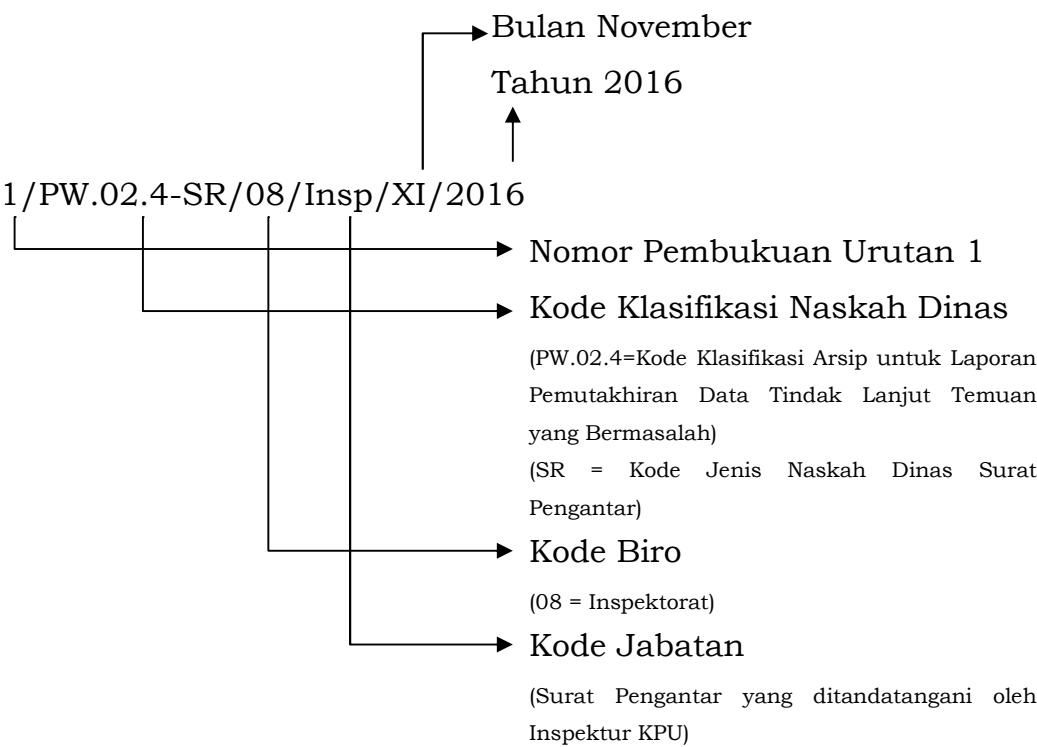 Bulan November
Tahun 2016
1/PW.02.4-SR/08/Insp/XI/2016
Nomor Pembukuan Urutan 1
Kode Klasifikasi Naskah Dinas
(PW.02.4=Kode Klasifikasi Arsip untuk Laporan
Pemutakhiran Data Tindak Lanjut Temuan
yang Bermasalah)
(SR = Kode Jenis Naskah Dinas Surat
Pengantar)
Kode Biro
(08 = Inspektorat)
Kode Jabatan
(Surat Pengantar yang ditandatangani oleh
Inspektur KPU)